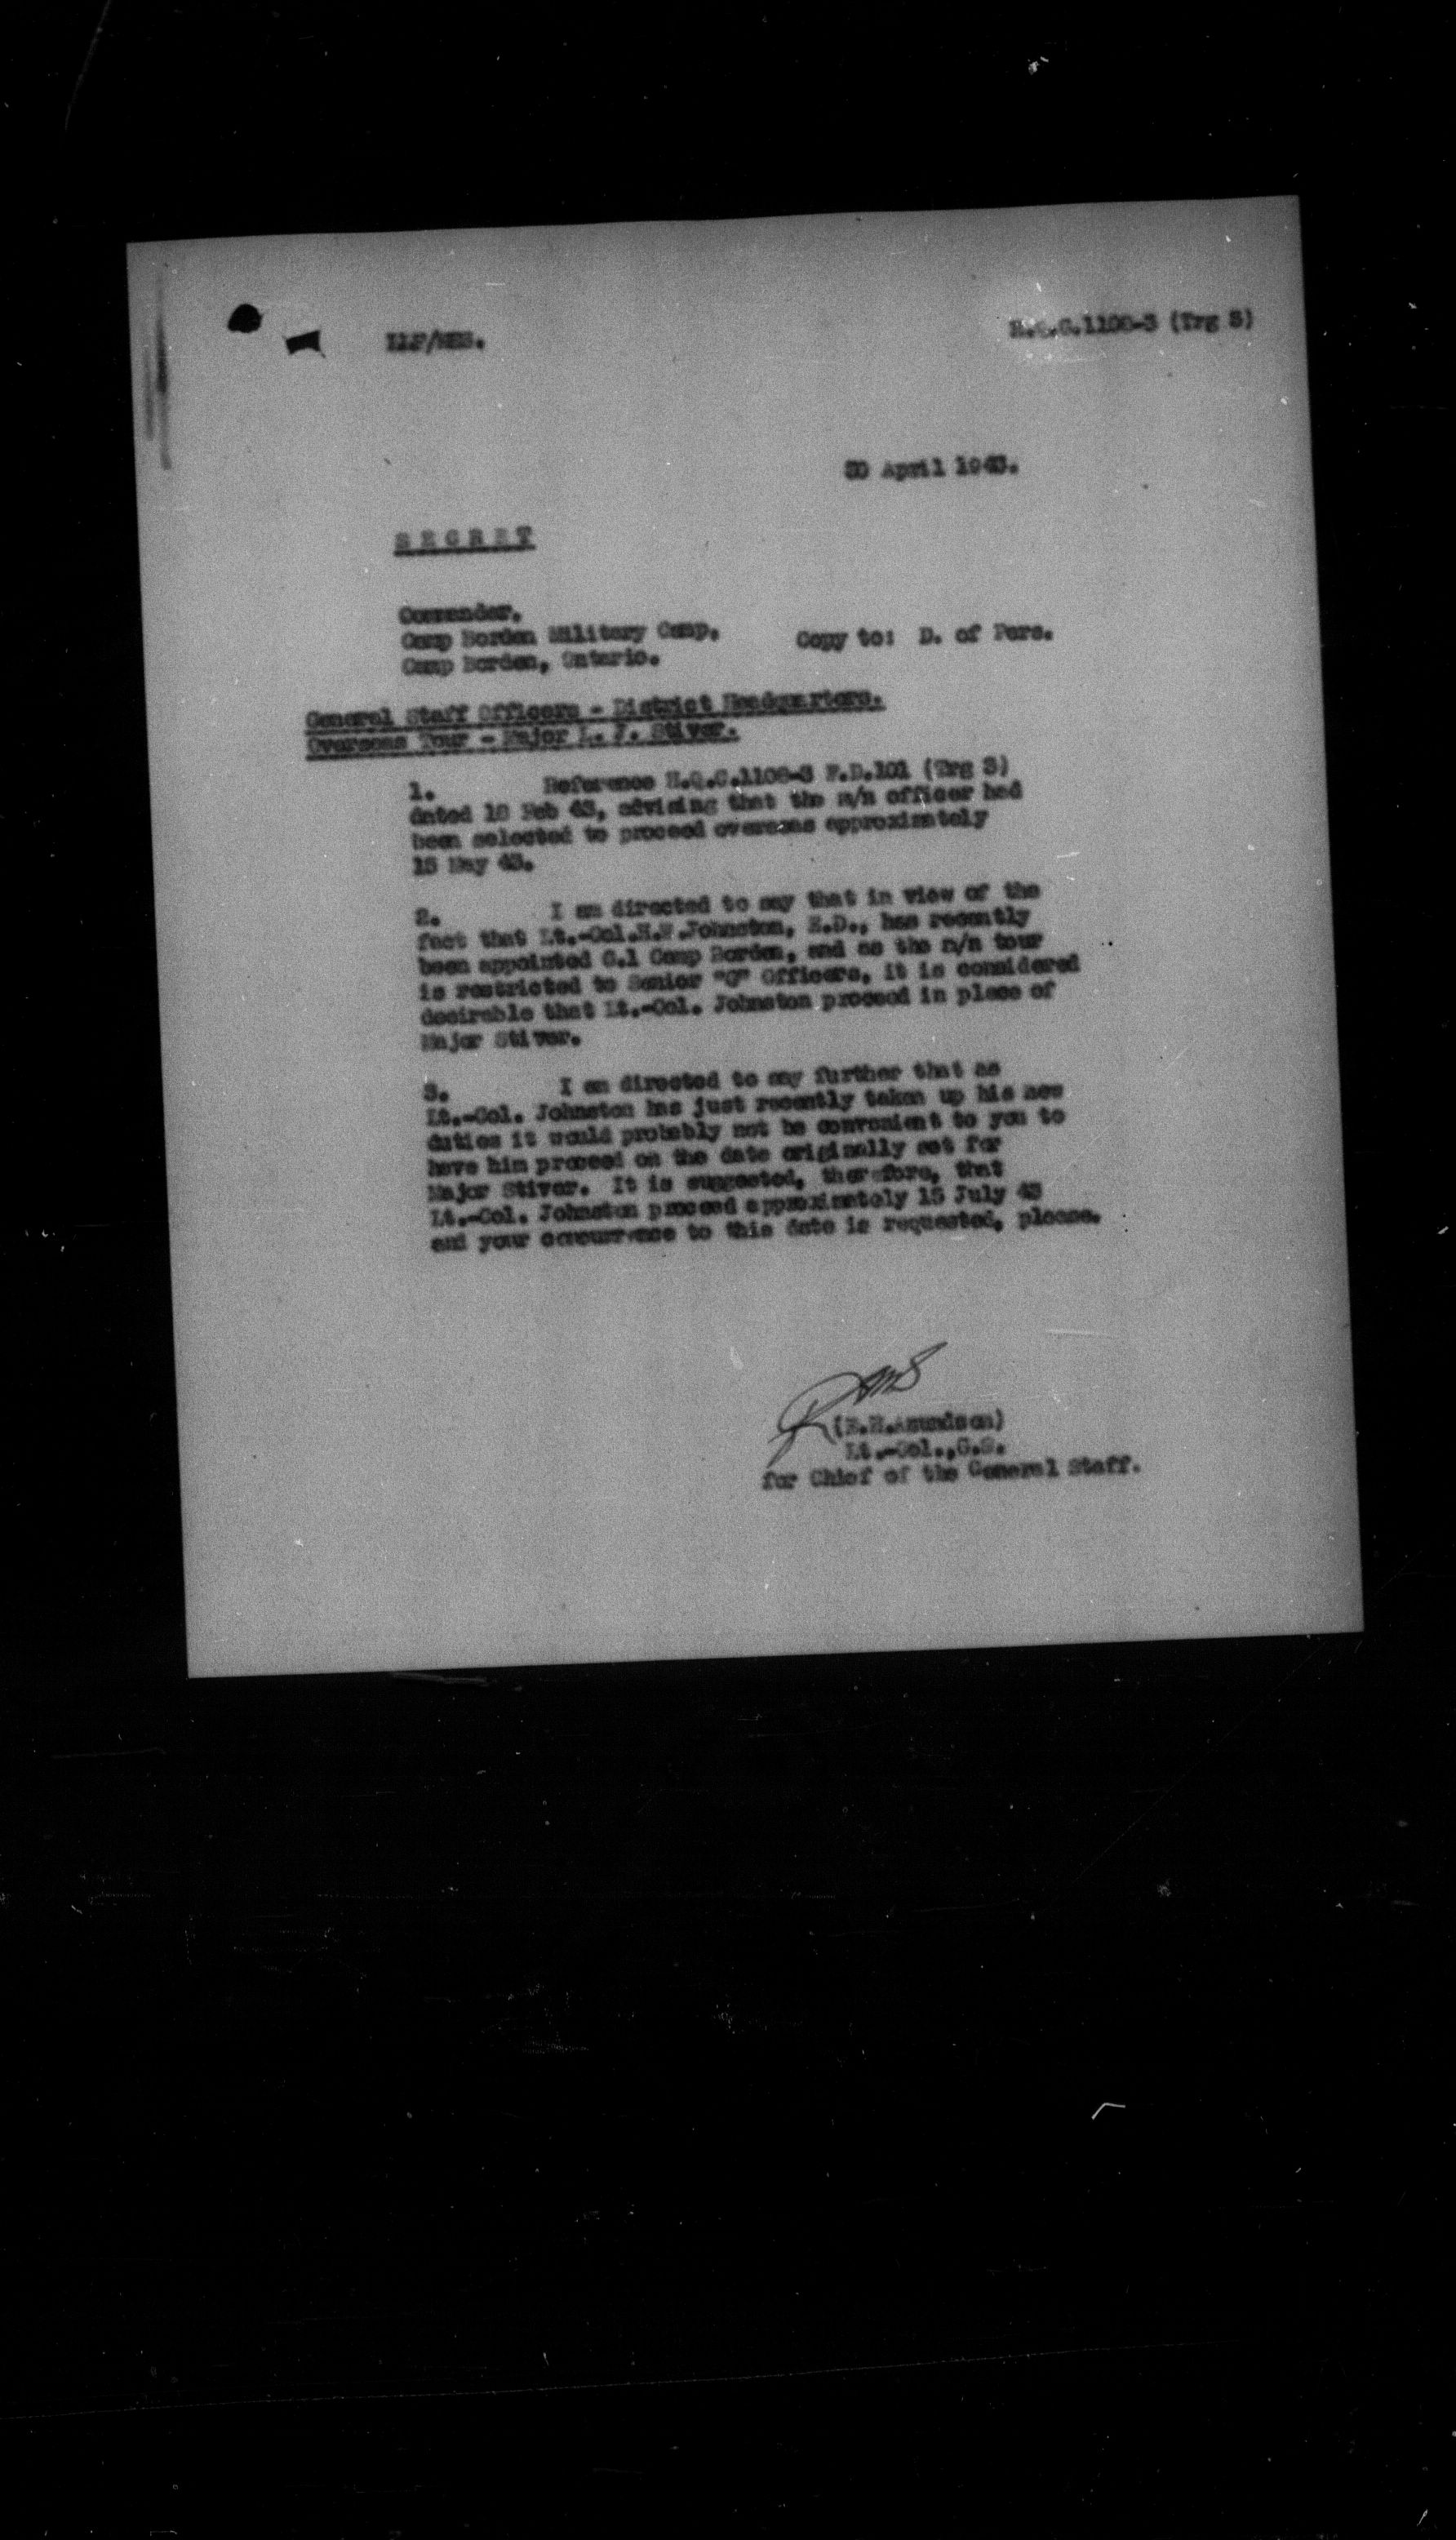 H.Q.C.1108-3 (Trg S)
April 1943.
SECRET
Commander,
Camp Borden Military Camp,
Camp Borden, Ontario.
Copy to: D. of Pers.
General Staff Officers - District Headquarters.
Overseas Tour - Major L. F. Stiver.
1. Reference H.Q.C.1108-3 F.D.101 (Trg S)
dated Feb 43, advising that the m/n officer had
been selected to proceed overseas approximately
15 May 43.
2. I am directed to say that in view of the
fact that Lt.-Col.H.W.Johnston, E.D., has recently
been appointed G.1 Camp Borden, and as the m/n tour
is restricted to Senior "G" Officers, it is considered
desirable that Lt.-Col. Johnston proceed in place of
Major Stiver.
3. I am directed to say further that as
Lt.-Col. Johnston has just recently taken up his new
duties it would probably not be convenient to you to
have him proceed on the date originally set for
Major Stiver. It is suggested, therefore, that
Lt.-Col. Johnston proceed approximately 15 July 43
and your concurrence to this date is requested, please.
Asmundson)
Lt.-Col.,G.S.
for Chief of the General Staff.